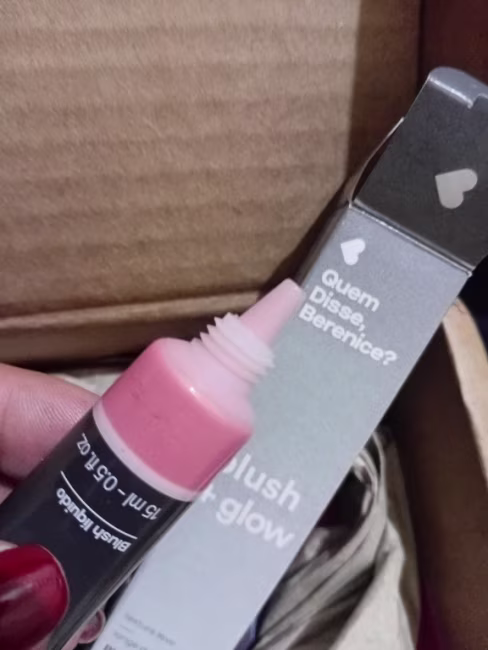 Quem
Disse,
Berenice?
blush
+ glow
15 ml - 0.5 fl. oz
Blush líquido